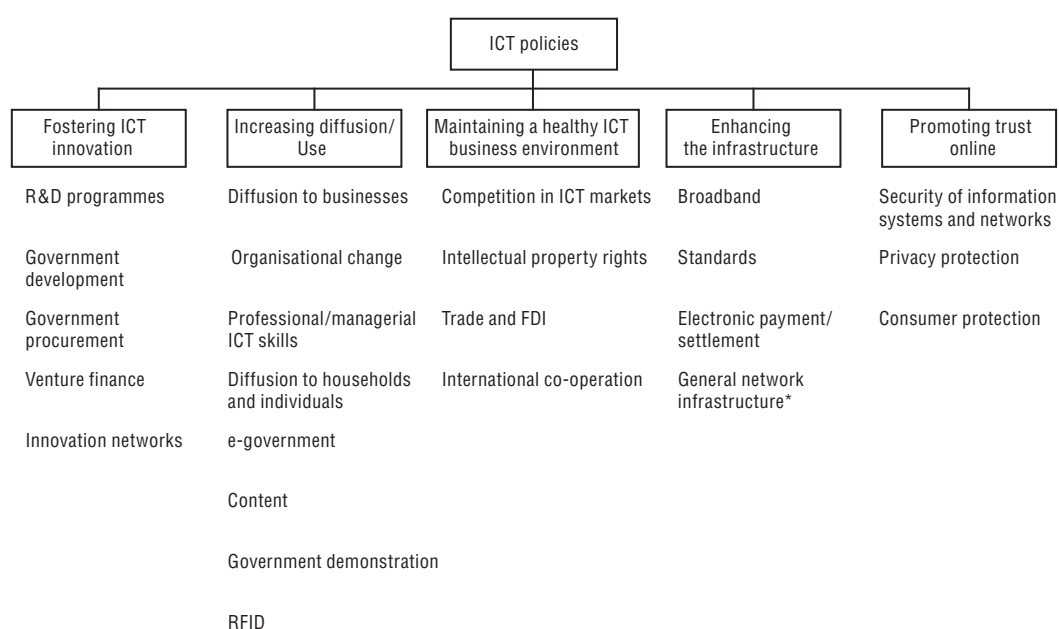 ICT policies
Fostering ICT
innovation
R&D programmes
Government
development
Government
procurement
Venture finance
Innovation networks
Increasing diffusion/
Use
Diffusion to businesses
Organisational change
Professional/managerial
ICT skills
Diffusion to households
and individuals
e-government
Content
Government demonstration
RFID
Maintaining a healthy ICT
business environment
Competition in ICT markets
Intellectual property rights
Trade and FDI
International co-operation
Enhancing
the infrastructure
Broadband
Standards
Electronic payment/
settlement
General network
infrastructure*
Promoting trust
online
Security of information
systems and networks
Privacy protection
Consumer protection